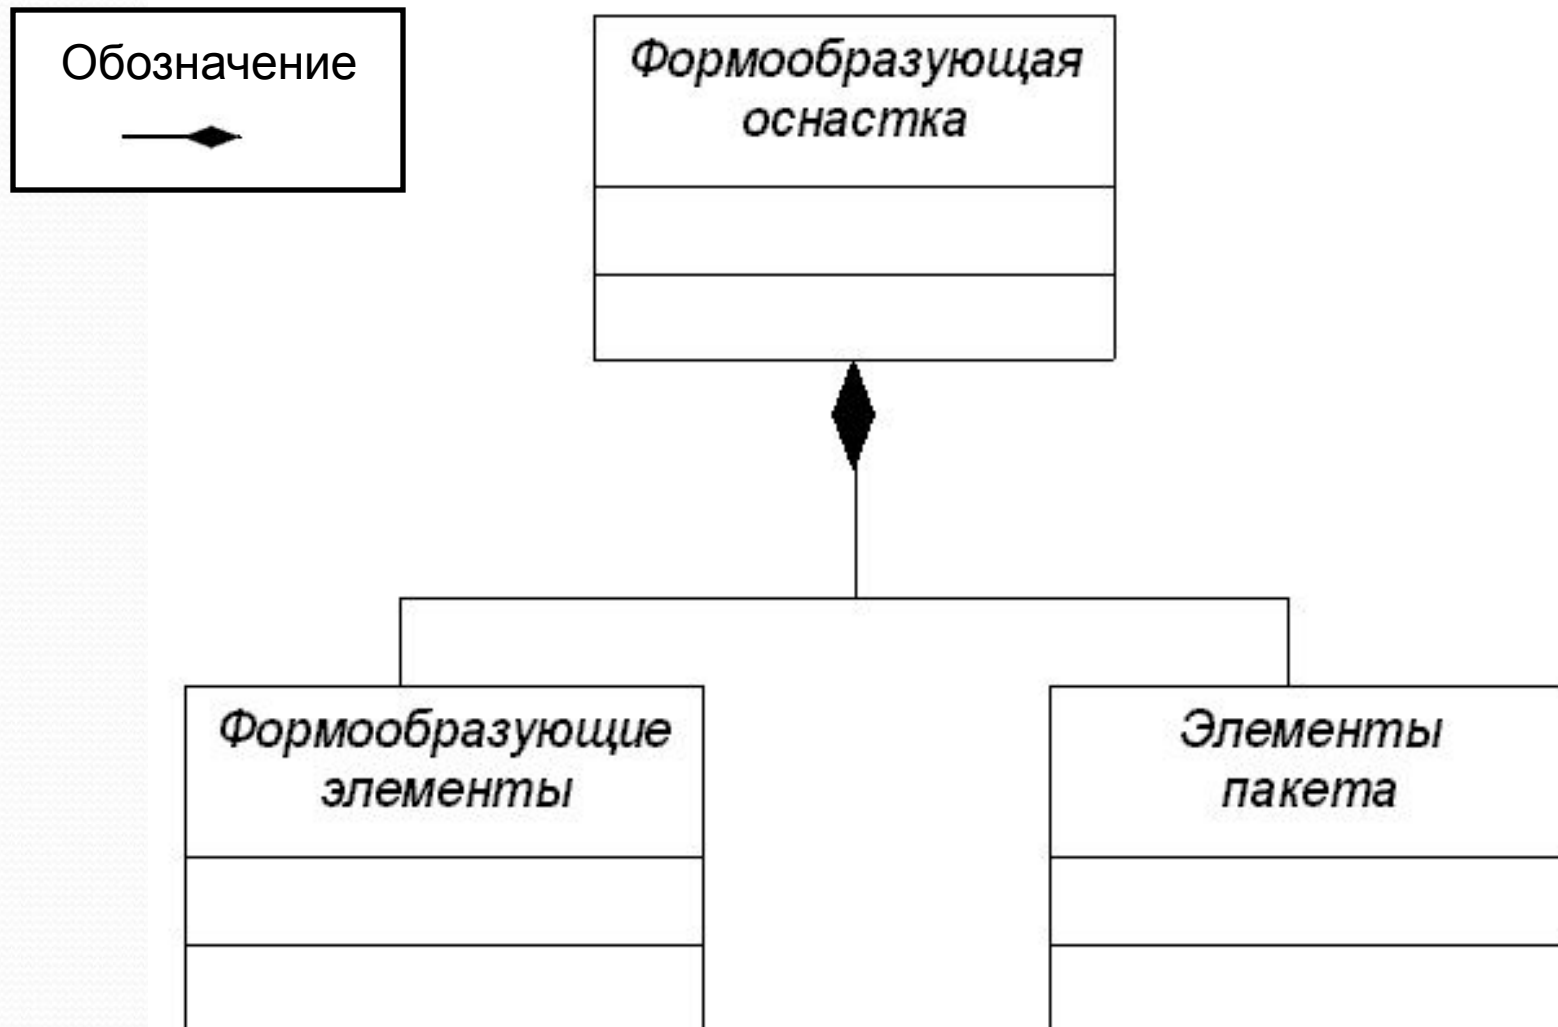 Обозначение
Формообразующая
оснастка
Формообразующие
элементы
Элементы
пакета